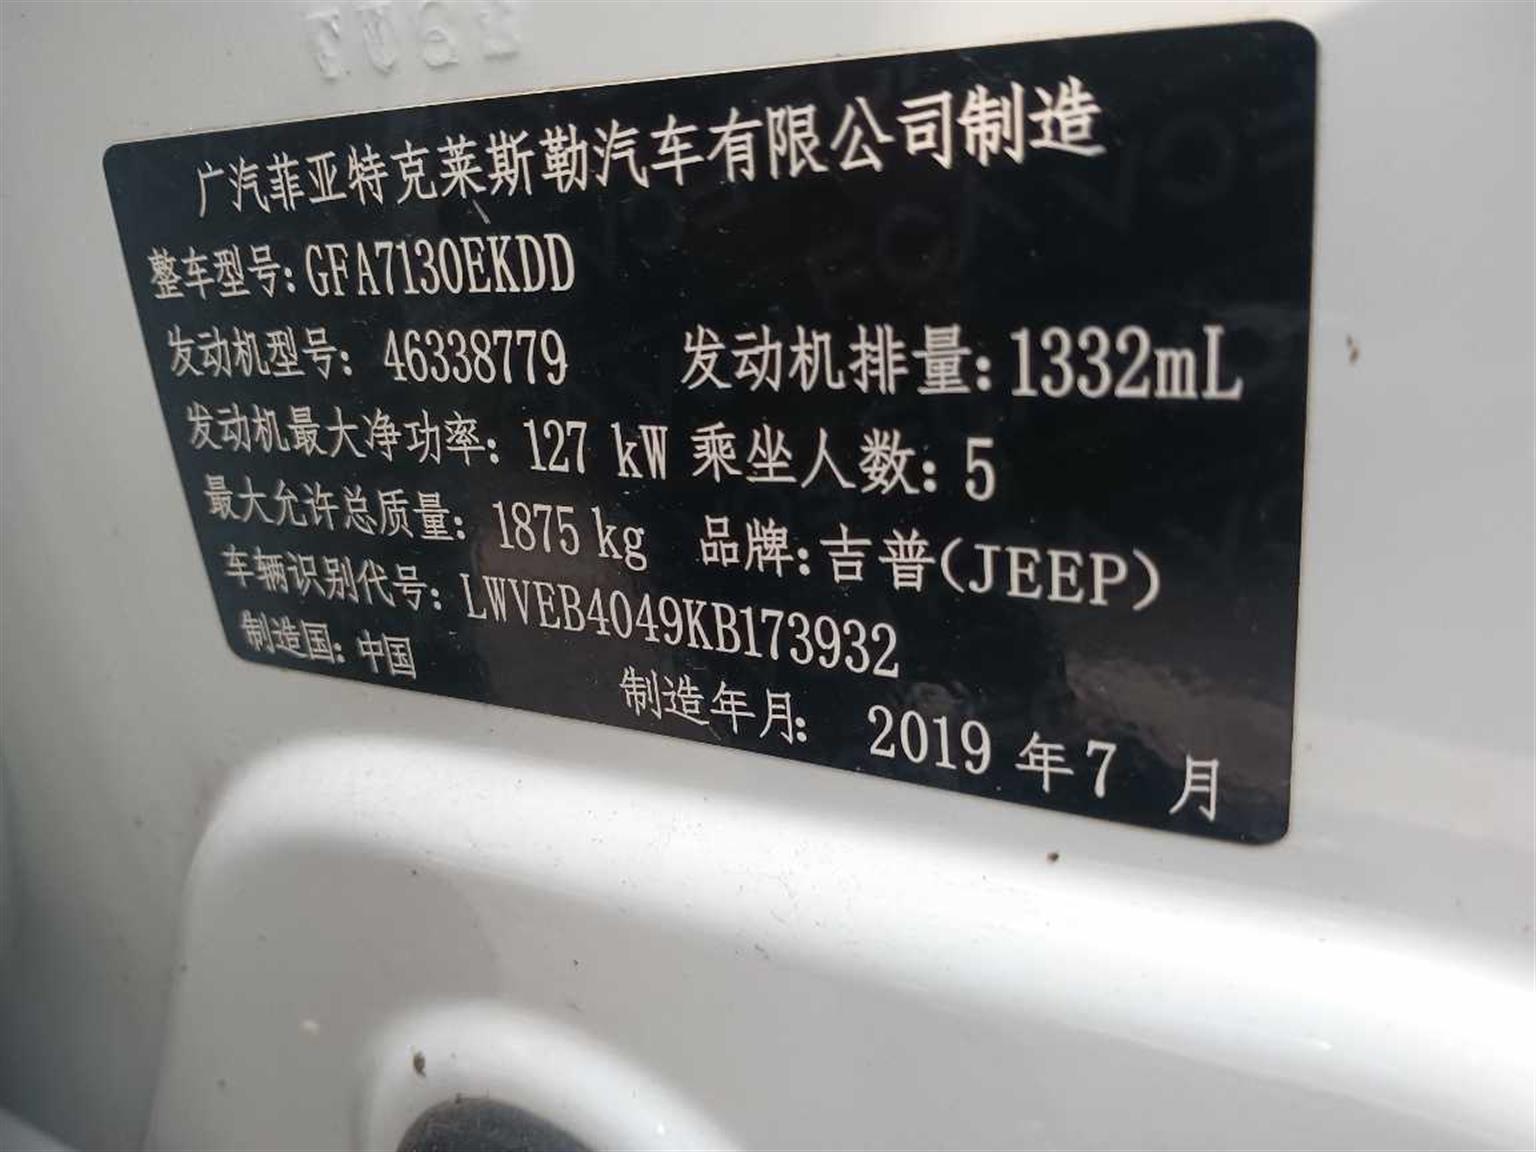 广汽菲亚特克莱斯勒汽车有限公司制造
整车型号: GFA7130EKDD
发动机型号: 46338779 发动机排量: 1332mL
发动机最大净功率: 127 kW 乘坐人数: 5
最大允许总质量: 1875 kg 品牌: 吉普(JEEP)
车辆识别代号: LWVEB4049KB173932
制造国: 中国 制造年月: 2019 年 7 月